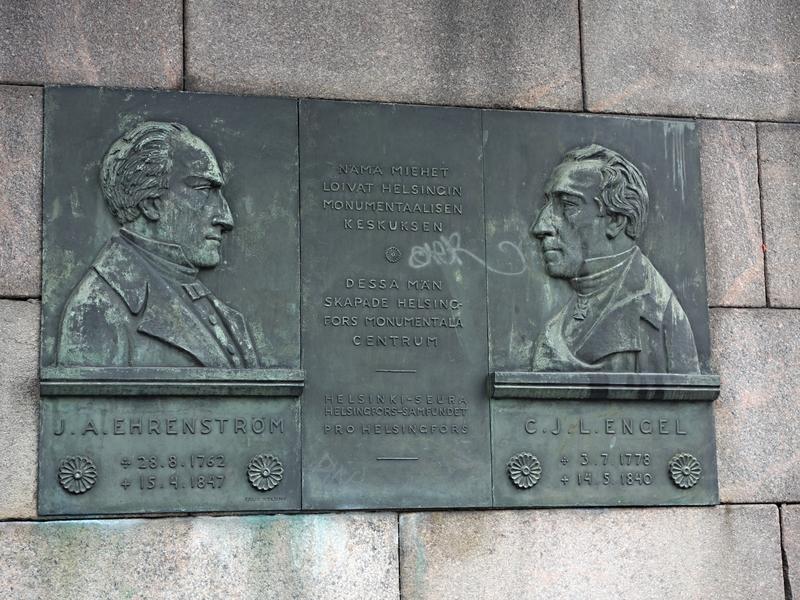 NÄMÄ MIEHET
LOIVAT HELSINGIN
MONUMENTAALISEN
KESKUKSEN
DESSA MÄN
SKAPADE HELSING-
FORS MONUMENTALA
CENTRUM
HELSINKI-SEURA
HELSINGFORS-SAMFUNDET
PRO HELSINGFORS
J. A. EHRENSTRÖM
+ 28. 8. 1762
+ 15. 4. 1847
C. J. L. ENGEL
+ 3. 7. 1778
+ 14. 5. 1840